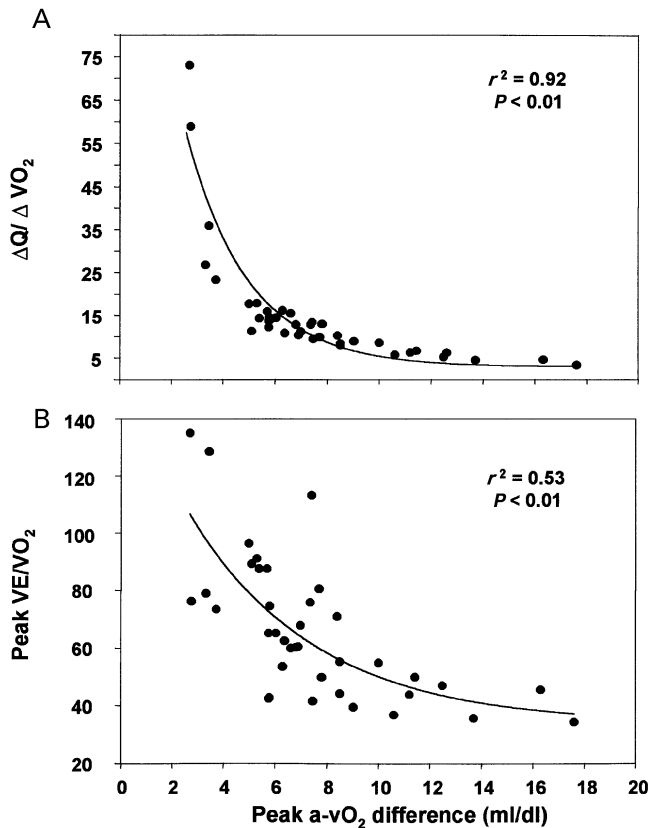 A
75
65
55
45
35
25
15
5
ΔQ/ Δ VO₂
r² = 0.92
P < 0.01
B
140
120
100
80
60
40
20
Peak VE/VO₂
r² = 0.53
P < 0.01
0 2 4 6 8 10 12 14 16 18 20
Peak a-vO₂ difference (ml/dl)